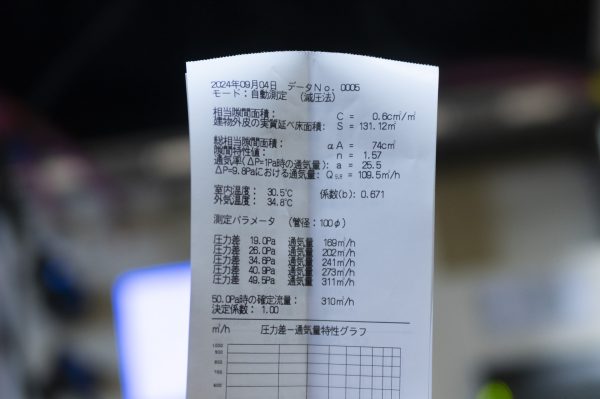 2024年09月04日 データNo. 0005
モード：自動測定 （減圧法）
相当隙間面積： C = 0.6c㎡/㎡
建物外皮の実質延べ床面積： S = 131.12㎡
総相当隙間面積： αA = 74c㎡
隙間特性値： n = 1.57
通気率(ΔP=1Pa時の通気量)： a = 25.5
ΔP=9.8Paにおける通気量： Q9.8 = 109.5㎥/h
室内温度： 30.5℃ 係数(b)： 0.671
外気温度： 34.8℃
測定パラメータ （管径：100φ）
圧力差 19.0Pa 通気量 169㎥/h
圧力差 26.0Pa 通気量 202㎥/h
圧力差 34.6Pa 通気量 241㎥/h
圧力差 40.9Pa 通気量 273㎥/h
圧力差 49.5Pa 通気量 311㎥/h
50.0Pa時の確定流量： 310㎥/h
決定係数： 1.00
㎥/h 圧力差－通気量特性グラフ
1,000
900
800
700
600